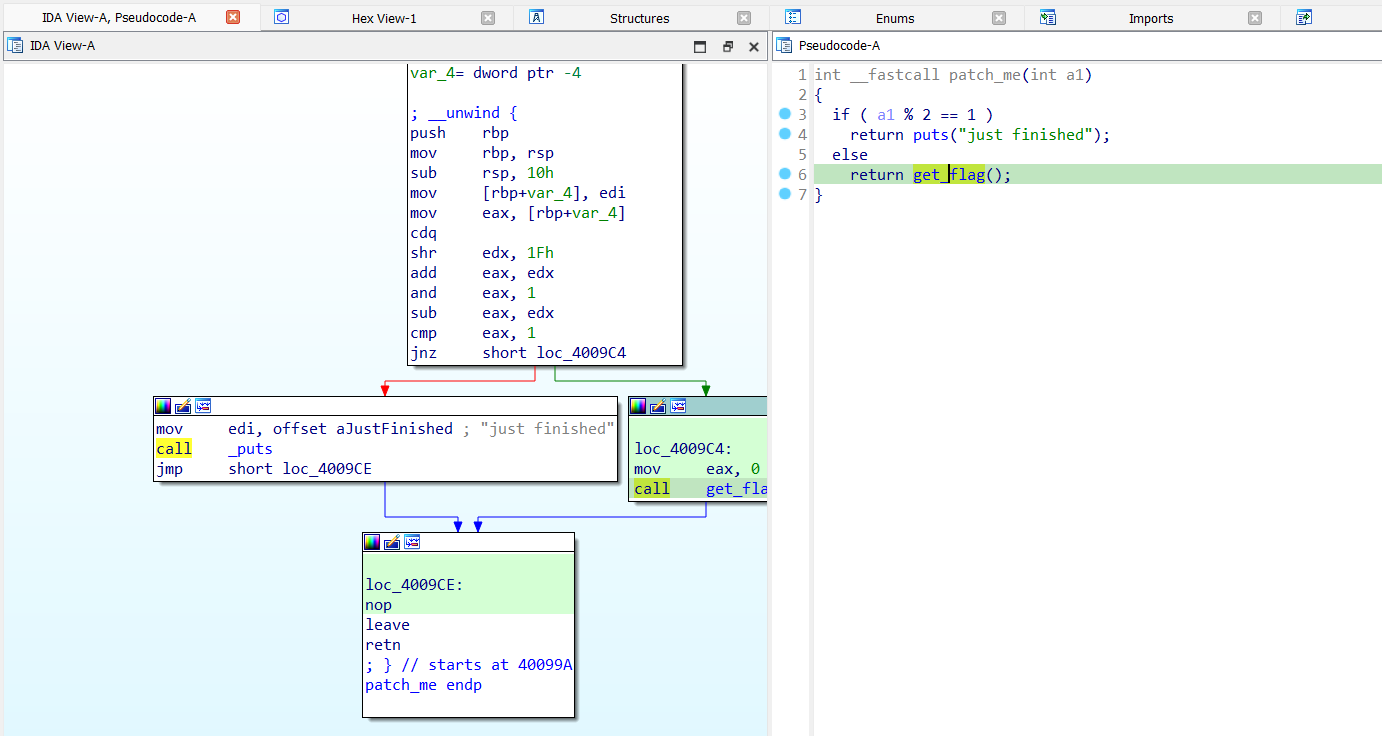 IDA View-A, Pseudocode-A
Hex View-1
Structures
Enums
Imports
IDA View-A
var_4= dword ptr -4
; __unwind {
push rbp
mov rbp, rsp
sub rsp, 10h
mov [rbp+var_4], edi
mov eax, [rbp+var_4]
cdq
shr edx, 1Fh
add eax, edx
and eax, 1
sub eax, edx
cmp eax, 1
jnz short loc_4009C4
mov edi, offset aJustFinished ; "just finished"
call _puts
jmp short loc_4009CE
loc_4009C4:
mov eax, 0
call get_fla
loc_4009CE:
nop
leave
retn
; } // starts at 40099A
patch_me endp
Pseudocode-A
1 int __fastcall patch_me(int a1)
2 {
3 if ( a1 % 2 == 1 )
4 return puts("just finished");
5 else
6 return get_flag();
7 }